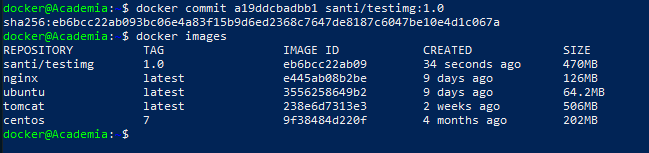 docker@Academia: $ docker commit a19ddcbadbb1 santi/testimg:1.0
sha256:eb6bcc22ab093bc06e4a83f15b9d6ed2368c7647de8187c6047be10e4d1c067a
docker@Academia: $ docker images
REPOSITORY TAG IMAGE ID CREATED SIZE
santi/testimg 1.0 eb6bcc22ab09 34 seconds ago 470MB
nginx latest e445ab08b2be 9 days ago 126MB
ubuntu latest 3556258649b2 9 days ago 64.2MB
tomcat latest 238e6d7313e3 2 weeks ago 506MB
centos 7 9f38484d220f 4 months ago 202MB
docker@Academia: $